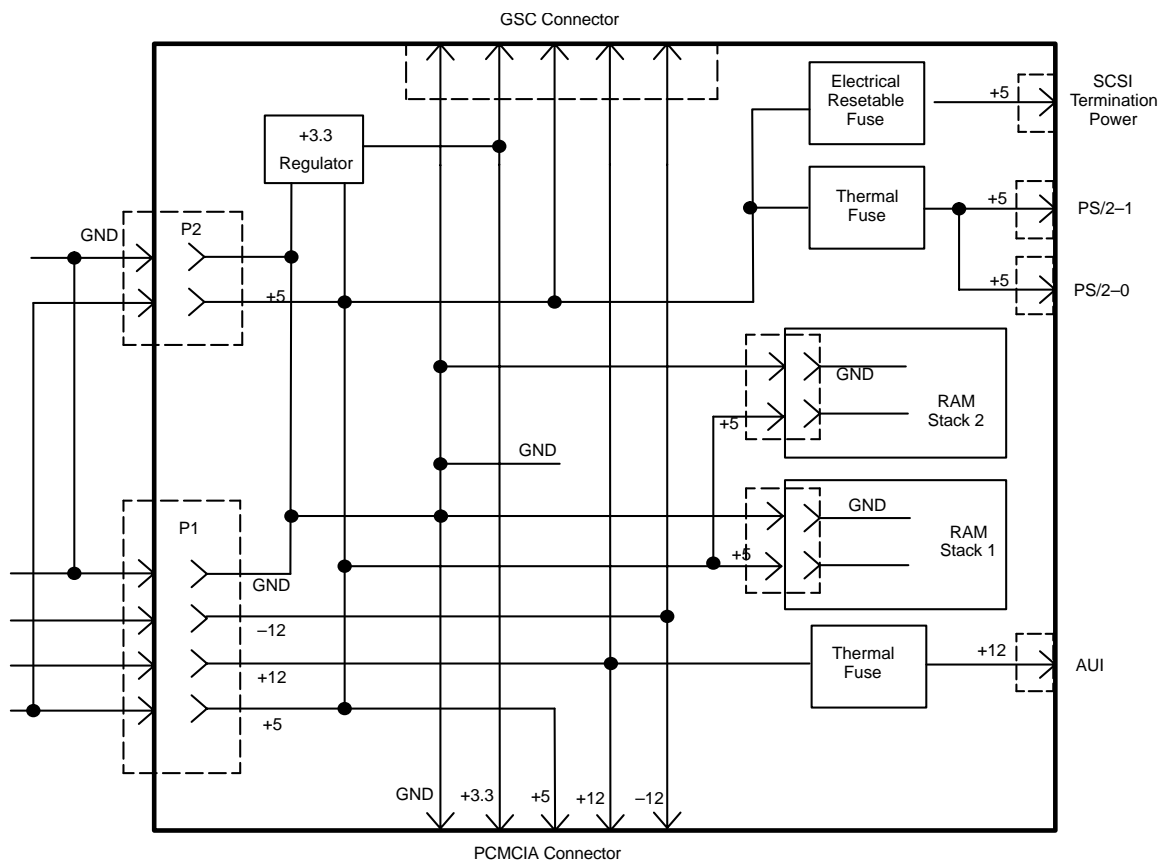 GSC Connector
Electrical
Resetable
Fuse
+5
SCSI
Termination
Power
+3.3
Regulator
Thermal
Fuse
+5
PS/2–1
P2
GND
+5
+5
PS/2–0
GND
RAM
Stack 2
+5
GND
P1
GND
RAM
Stack 1
+5
GND
–12
Thermal
Fuse
+12
AUI
+12
+5
GND
+3.3
+5
+12
–12
PCMCIA Connector